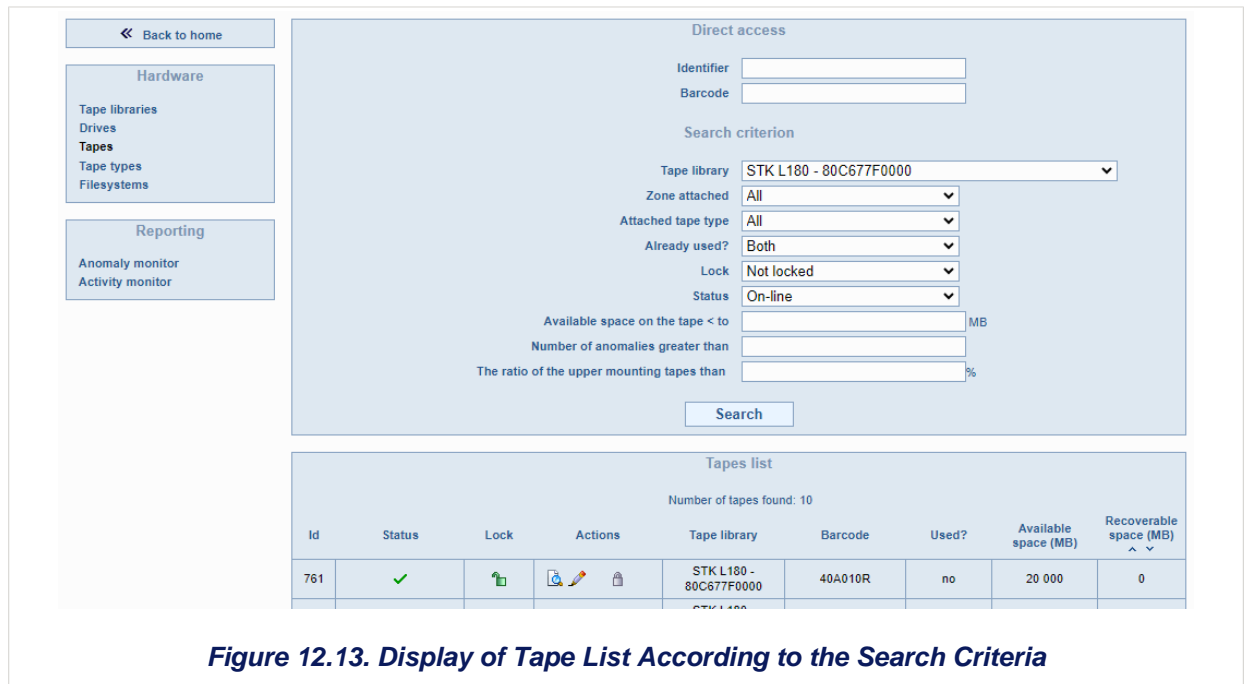 Back to home
Hardware
Tape libraries
Drives
Tapes
Tape types
Filesystems
Reporting
Anomaly monitor
Activity monitor
Direct access
Identifier
Barcode
Search criterion
Tape library STK L180 - 80C677F0000
Zone attached All
Attached tape type All
Already used? Both
Lock Not locked
Status On-line
Available space on the tape < to MB
Number of anomalies greater than
The ratio of the upper mounting tapes than %
Search
Tapes list
Number of tapes found: 10
Id Status Lock Actions Tape library Barcode Used? Available space (MB) Recoverable space (MB)
761 STK L180 - 80C677F0000 40A010R no 20 000 0
STK L180 -
Figure 12.13. Display of Tape List According to the Search Criteria